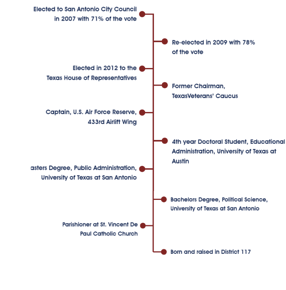 Elected to San Antonio City Council
in 2007 with 71% of the vote
Re-elected in 2009 with 78%
of the vote
Elected in 2012 to the
Texas House of Representatives
Former Chairman,
TexasVeterans' Caucus
Captain, U.S. Air Force Reserve,
433rd Airlift Wing
4th year Doctoral Student, Educational
Administration, University of Texas at
Austin
asters Degree, Public Administration,
University of Texas at San Antonio
Bachelors Degree, Political Science,
University of Texas at San Antonio
Parishioner at St. Vincent De
Paul Catholic Church
Born and raised in District 117